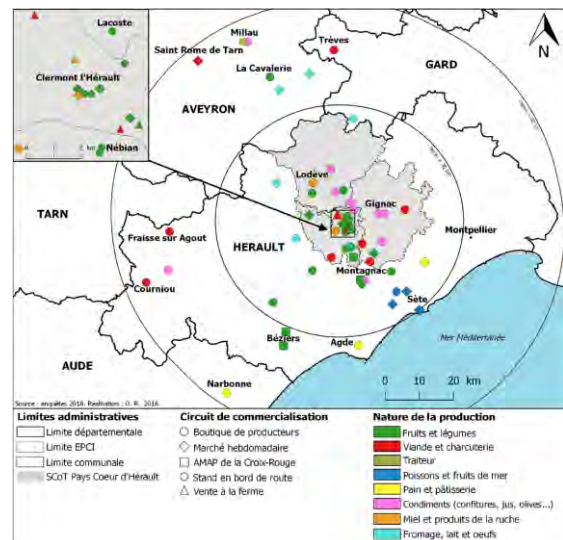 Lacoste
Clermont l'Hérault
Nébian
Millau
Trèves
Saint Rome de Tarn
La Cavalerie
GARD
N
AVEYRON
Lodève
Gignac
TARN
Montpellier
Fraisse sur Agout
HERAULT
Montagnac
Courniou
Sète
Mer Méditerranée
Béziers
Agde
AUDE
Narbonne
0 10 20 km
Source : enquêtes 2016. Réalisation : O. R., 2016.
Limites administratives
Limite départementale
Limite EPCI
Limite communale
SCoT Pays Coeur d'Hérault
Circuit de commercialisation
Boutique de producteurs
Marché hebdomadaire
AMAP de la Croix-Rouge
Stand en bord de route
Vente à la ferme
Nature de la production
Fruits et légumes
Viande et charcuterie
Traiteur
Poissons et fruits de mer
Pain et pâtisserie
Condiments (confitures, jus, olives...)
Miel et produits de la ruche
Fromage, lait et oeufs